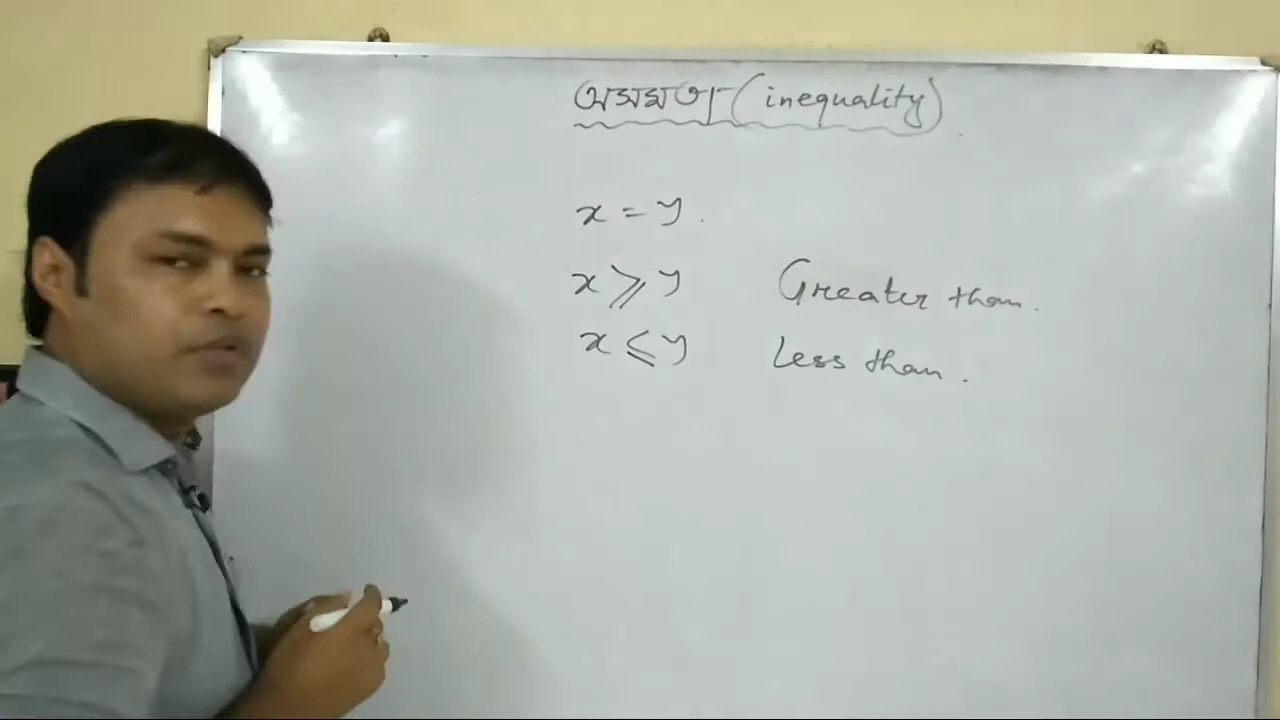 অসমতা (inequality)
x = y.
x ⩾ y Greater than.
x ⩽ y Less than.